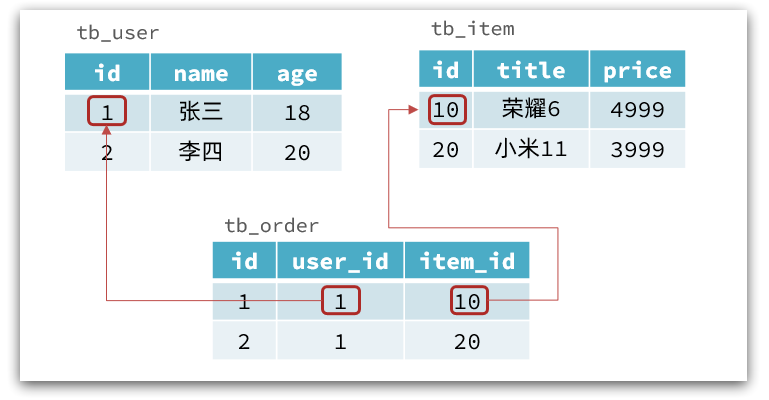 tb_user
id name age
1 张三 18
2 李四 20
tb_item
id title price
10 荣耀6 4999
20 小米11 3999
tb_order
id user_id item_id
1 1 10
2 1 20